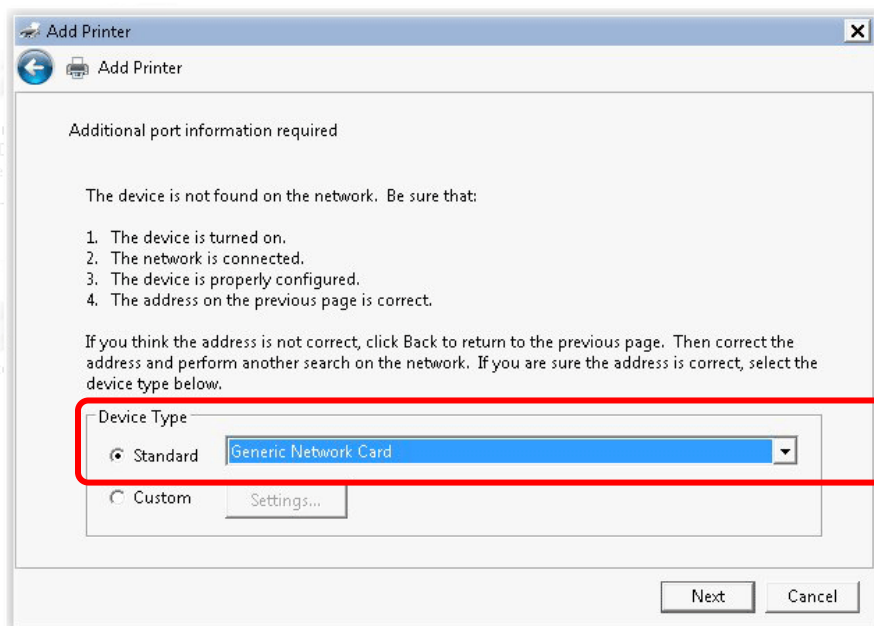 Add Printer
Add Printer
Additional port information required
The device is not found on the network. Be sure that:
1. The device is turned on.
2. The network is connected.
3. The device is properly configured.
4. The address on the previous page is correct.
If you think the address is not correct, click Back to return to the previous page. Then correct the
address and perform another search on the network. If you are sure the address is correct, select the
device type below.
Device Type
Standard
Generic Network Card
Custom
Settings...
Next
Cancel